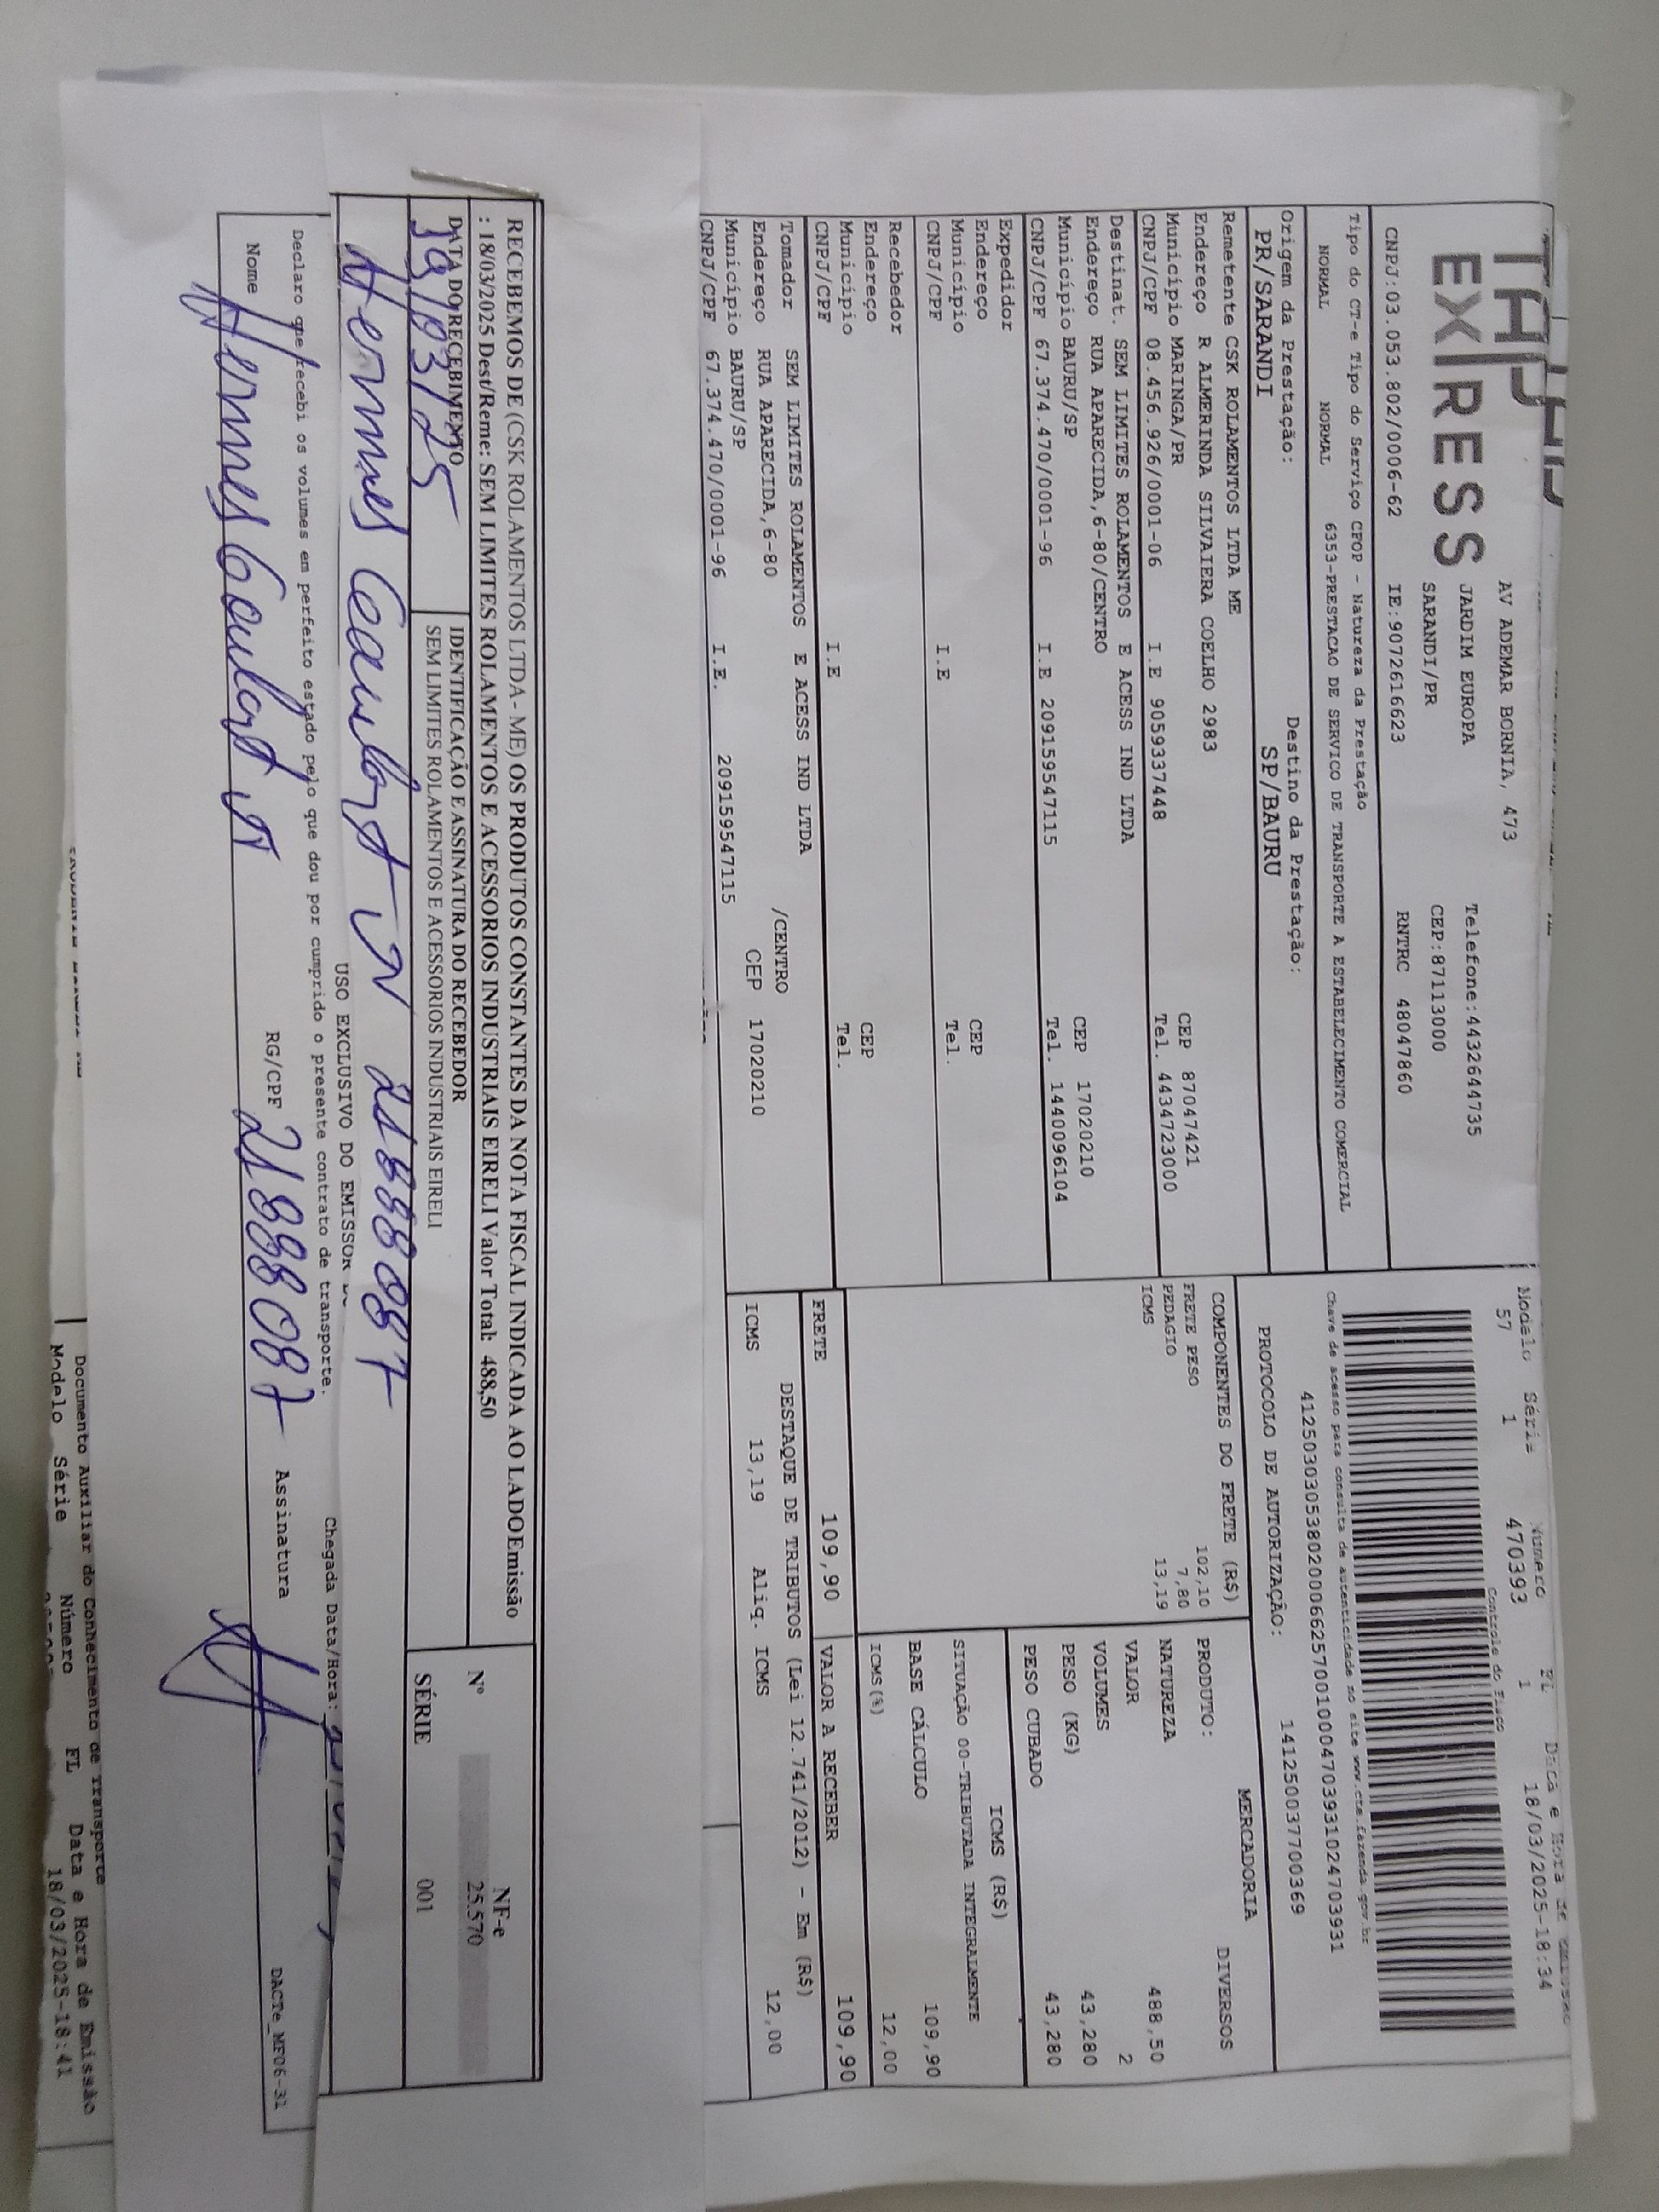 TAP
EXPRESS
AV ADEMAR BORNIA, 473
JARDIM EUROPA
SARANDI/PR
Telefone:4432644735
CEP:87113000
CNPJ:03.053.802/0006-62 IE:9072616623 RNTRC 48047860
Tipo do CT-e Tipo do Serviço CFOP - Natureza da Prestação
NORMAL NORMAL 6353-PRESTACAO DE SERVICO DE TRANSPORTE A ESTABELECIMENTO COMERCIAL
Origem da Prestação: Destino da Prestação:
PR/SARANDI SP/BAURU
Modelo Série Numero FL Data e Hora de Emissão
57 1 470393 1 18/03/2025-18:34
Controle do Fisco
Chave de acesso para consulta de autenticidade no site www.cte.fazenda.gov.br
41250303053802000662570010004703931024703931
PROTOCOLO DE AUTORIZAÇÃO: 141250037700369
Remetente CSK ROLAMENTOS LTDA ME
Endereço R ALMERINDA SILVAIERA COELHO 2983
Município MARINGA/PR CEP 87047421
CNPJ/CPF 08.456.926/0001-06 I.E 9059337448 Tel. 4434723000
Destinat. SEM LIMITES ROLAMENTOS E ACESS IND LTDA
Endereço RUA APARECIDA,6-80/CENTRO
Município BAURU/SP CEP 17020210
CNPJ/CPF 67.374.470/0001-96 I.E 209159547115 Tel. 1440096104
Expedidor
Endereço
Município CEP
CNPJ/CPF I.E Tel.
Recebedor
Endereço
Município CEP
CNPJ/CPF I.E Tel.
Tomador SEM LIMITES ROLAMENTOS E ACESS IND LTDA
Endereço RUA APARECIDA,6-80 /CENTRO
Município BAURU/SP CEP 17020210
CNPJ/CPF 67.374.470/0001-96 I.E. 209159547115
COMPONENTES DO FRETE (R$)
FRETE PESO 102,10
PEDAGIO 7,80
ICMS 13,19
MERCADORIA
PRODUTO: DIVERSOS
NATUREZA
VALOR 488,50
VOLUMES 2
PESO (KG) 43,280
PESO CUBADO 43,280
ICMS (R$)
SITUAÇÃO 00-TRIBUTADA INTEGRALMENTE
BASE CÁLCULO 109,90
ICMS(%) 12,00
FRETE 109,90 VALOR A RECEBER 109,90
DESTAQUE DE TRIBUTOS (Lei 12.741/2012) - Em (R$)
ICMS 13,19 Aliq. ICMS 12,00
RECEBEMOS DE (CSK ROLAMENTOS LTDA - ME) OS PRODUTOS CONSTANTES DA NOTA FISCAL INDICADA AO LADOEmissão
: 18/03/2025 Dest/Reme: SEM LIMITES ROLAMENTOS E ACESSORIOS INDUSTRIAIS EIRELI Valor Total: 488,50
NF-e
Nº 25.570
SÉRIE 001
DATA DO RECEBIMENTO
IDENTIFICAÇÃO E ASSINATURA DO RECEBEDOR
SEM LIMITES ROLAMENTOS E ACESSORIOS INDUSTRIAIS EIRELI
Hermes Goulart N 21888087
USO EXCLUSIVO DO EMISSOR
Declaro que recebi os volumes em perfeito estado pelo que dou por cumprido o presente contrato de transporte.
Chegada Data/Hora:
Nome Hermes Goulart N RG/CPF 21888087 Assinatura
DACTe_MF06-31
Documento Auxiliar do Conhecimento de Transporte
Modelo Série Número FL Data e Hora de Emissão
18/03/2025-18:41